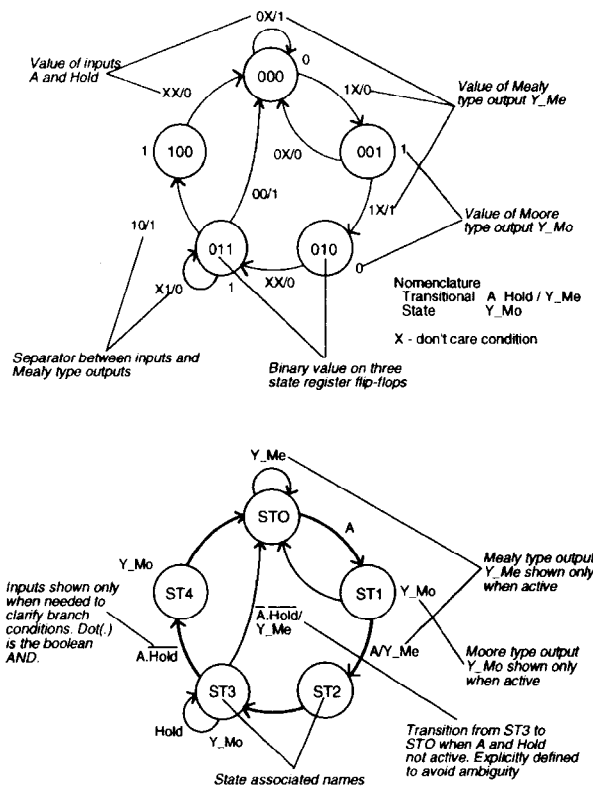 0X/1
Value of inputs
A and Hold
0
000
XX/0
1X/0
Value of Mealy
type output Y_Me
1
100
0X/0
001
1
00/1
1X/1
Value of Moore
type output Y_Mo
10/1
011
010
X1/0
1
XX/0
0
Nomenclature
Transitional A Hold / Y_Me
State Y_Mo
X - don't care condition
Separator between inputs and
Mealy type outputs
Binary value on three
state register flip-flops
Y_Me
STO
A
Y_Mo
Mealy type output
Y_Me shown only
when active
Inputs shown only
when needed to
clarify branch
conditions. Dot(.)
is the boolean
AND.
ST4
ST1
Y_Mo
A.Hold/
Y_Me
A.Hold
A/Y_Me
Moore type output
Y_Mo shown only
when active
ST3
ST2
Hold
Y_Mo
Transition from ST3 to
STO when A and Hold
not active. Explicitly defined
to avoid ambiguity
State associated names